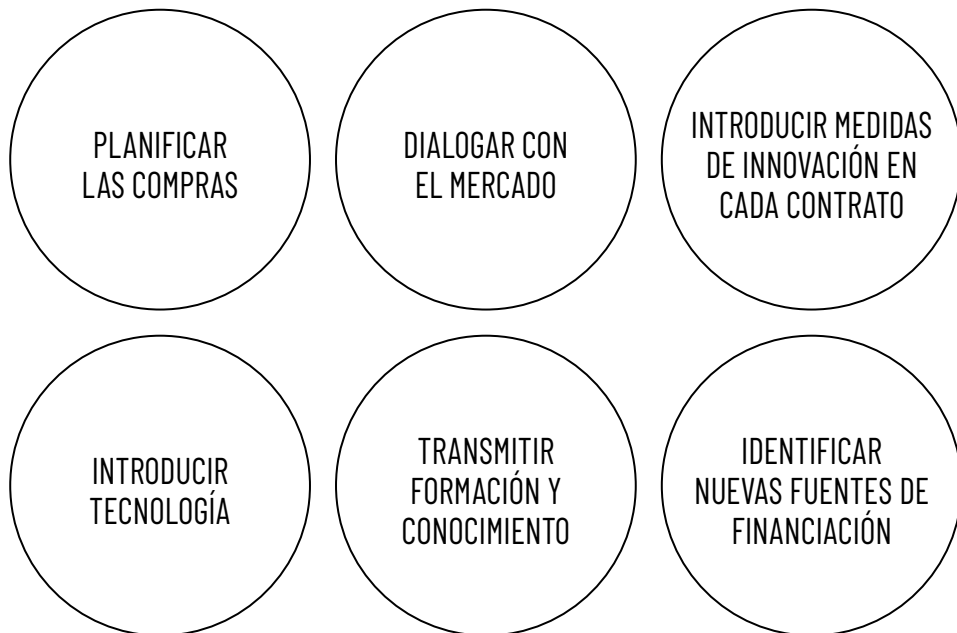 PLANIFICAR
LAS COMPRAS
DIALOGAR CON
EL MERCADO
INTRODUCIR MEDIDAS
DE INNOVACIÓN EN
CADA CONTRATO
INTRODUCIR
TECNOLOGÍA
TRANSMITIR
FORMACIÓN Y
CONOCIMIENTO
IDENTIFICAR
NUEVAS FUENTES DE
FINANCIACIÓN